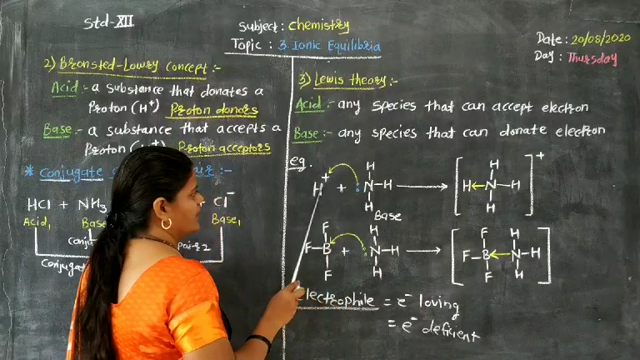 Std-XII
Subject: Chemistry
Topic: 3. Ionic Equilibria
Date: 20/08/2020
Day: Thursday
2) Bronsted-Lowry concept:-
Acid:- a substance that donates a
Proton (H⁺) Proton donors
Base:- a substance that accepts a
Proton Proton acceptors
* Conjugate
HCl + NH₃ Cl⁻
Acid₁ Base Base₁
pair 2
3) Lewis theory:-
Acid:- any species that can accept electron
Base:- any species that can donate electron
eg.
H⁺ + H–N–H → [H←N–H]⁺
H H H H
Base
F–B + N–H → [F–B←N–H]
F F H H F F H H
electrophile = e⁻ loving
= e⁻ deficient